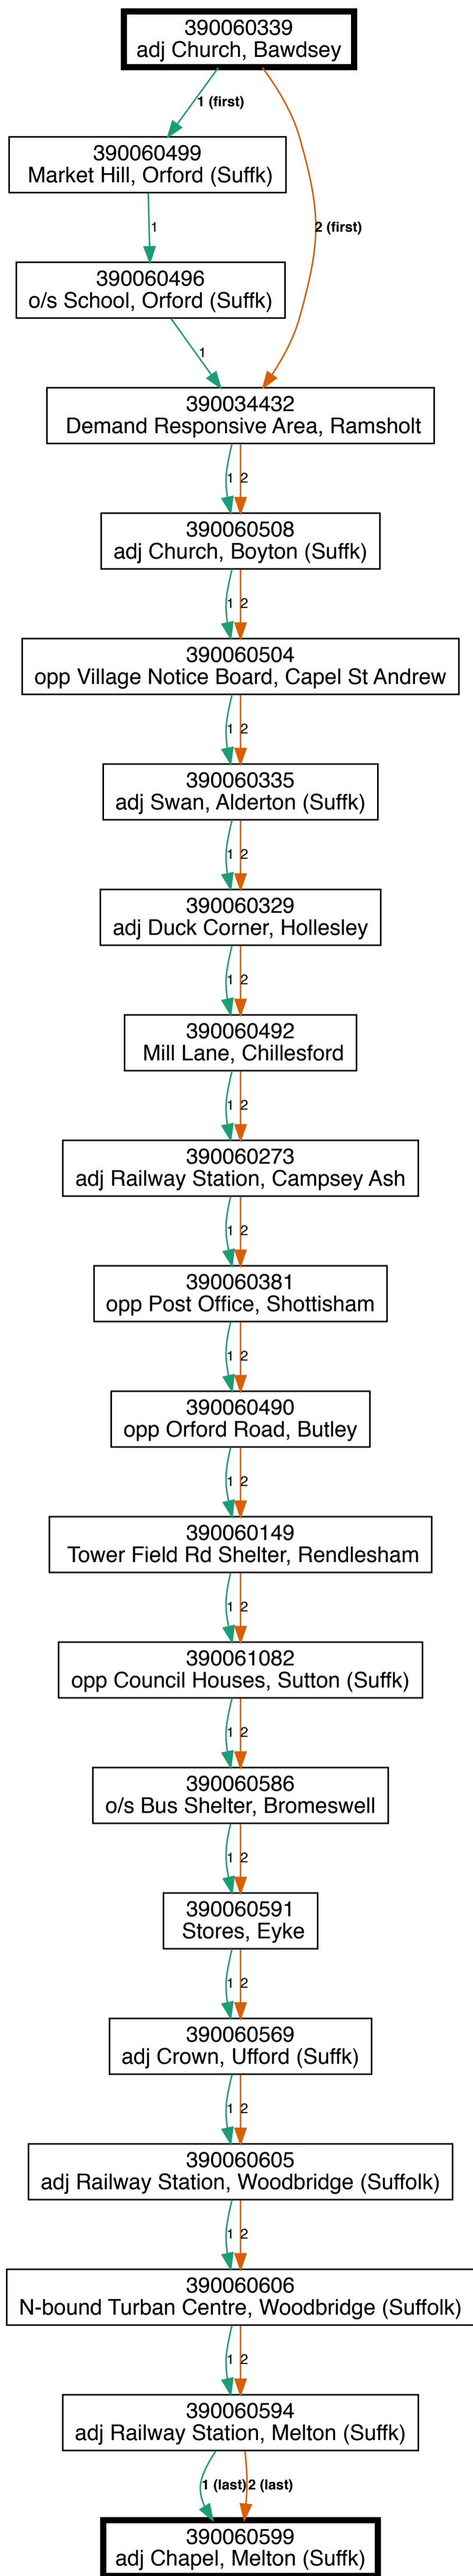 390060339
adj Church, Bawdsey
1 (first)
390060499
Market Hill, Orford (Suffk)
2 (first)
1
390060496
o/s School, Orford (Suffk)
1
390034432
Demand Responsive Area, Ramsholt
1 2
390060508
adj Church, Boyton (Suffk)
1 2
390060504
opp Village Notice Board, Capel St Andrew
1 2
390060335
adj Swan, Alderton (Suffk)
1 2
390060329
adj Duck Corner, Hollesley
1 2
390060492
Mill Lane, Chillesford
1 2
390060273
adj Railway Station, Campsey Ash
1 2
390060381
opp Post Office, Shottisham
1 2
390060490
opp Orford Road, Butley
1 2
390060149
Tower Field Rd Shelter, Rendlesham
1 2
390061082
opp Council Houses, Sutton (Suffk)
1 2
390060586
o/s Bus Shelter, Bromeswell
1 2
390060591
Stores, Eyke
1 2
390060569
adj Crown, Ufford (Suffk)
1 2
390060605
adj Railway Station, Woodbridge (Suffolk)
1 2
390060606
N-bound Turban Centre, Woodbridge (Suffolk)
1 2
390060594
adj Railway Station, Melton (Suffk)
1 (last) 2 (last)
390060599
adj Chapel, Melton (Suffk)